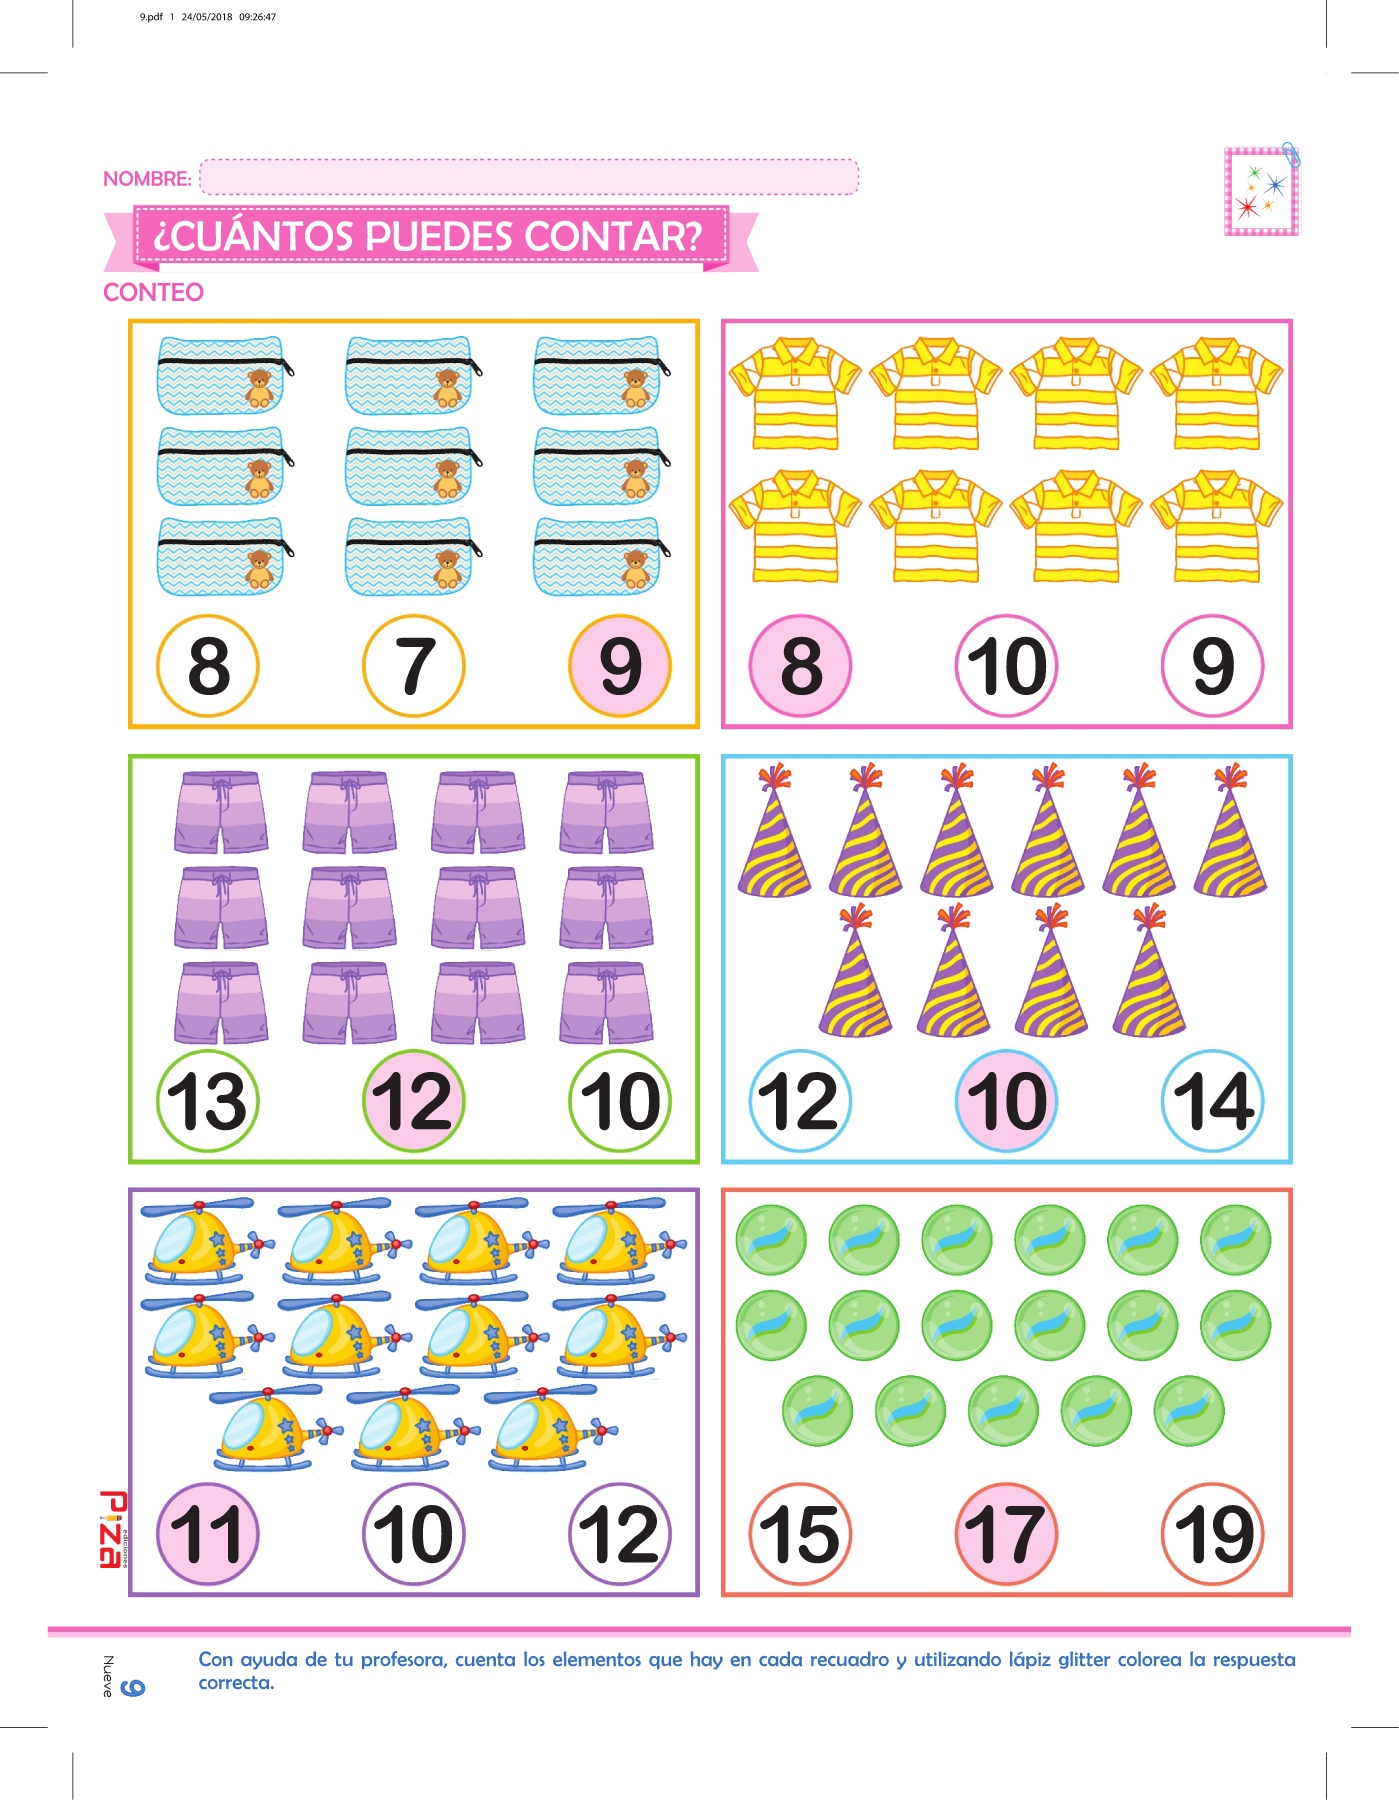 9.pdf 1 24/05/2018 09:26:47
NOMBRE:
¿CUÁNTOS PUEDES CONTAR?
CONTEO
8 7 9
8 10 9
13 12 10
12 10 14
11 10 12
15 17 19
Piza
ediciones
Nueve
9
Con ayuda de tu profesora, cuenta los elementos que hay en cada recuadro y utilizando lápiz glitter colorea la respuesta
correcta.